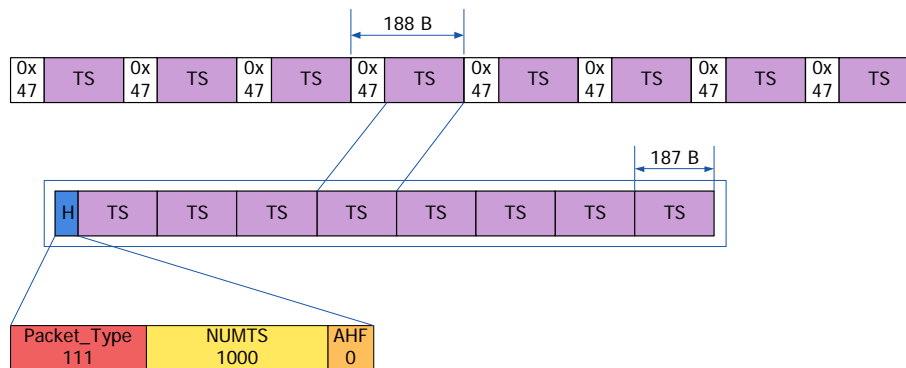 188 B
0x 47 TS 0x 47 TS 0x 47 TS 0x 47 TS 0x 47 TS 0x 47 TS 0x 47 TS 0x 47 TS
187 B
H TS TS TS TS TS TS TS TS
Packet_Type NUMTS AHF
111 1000 0